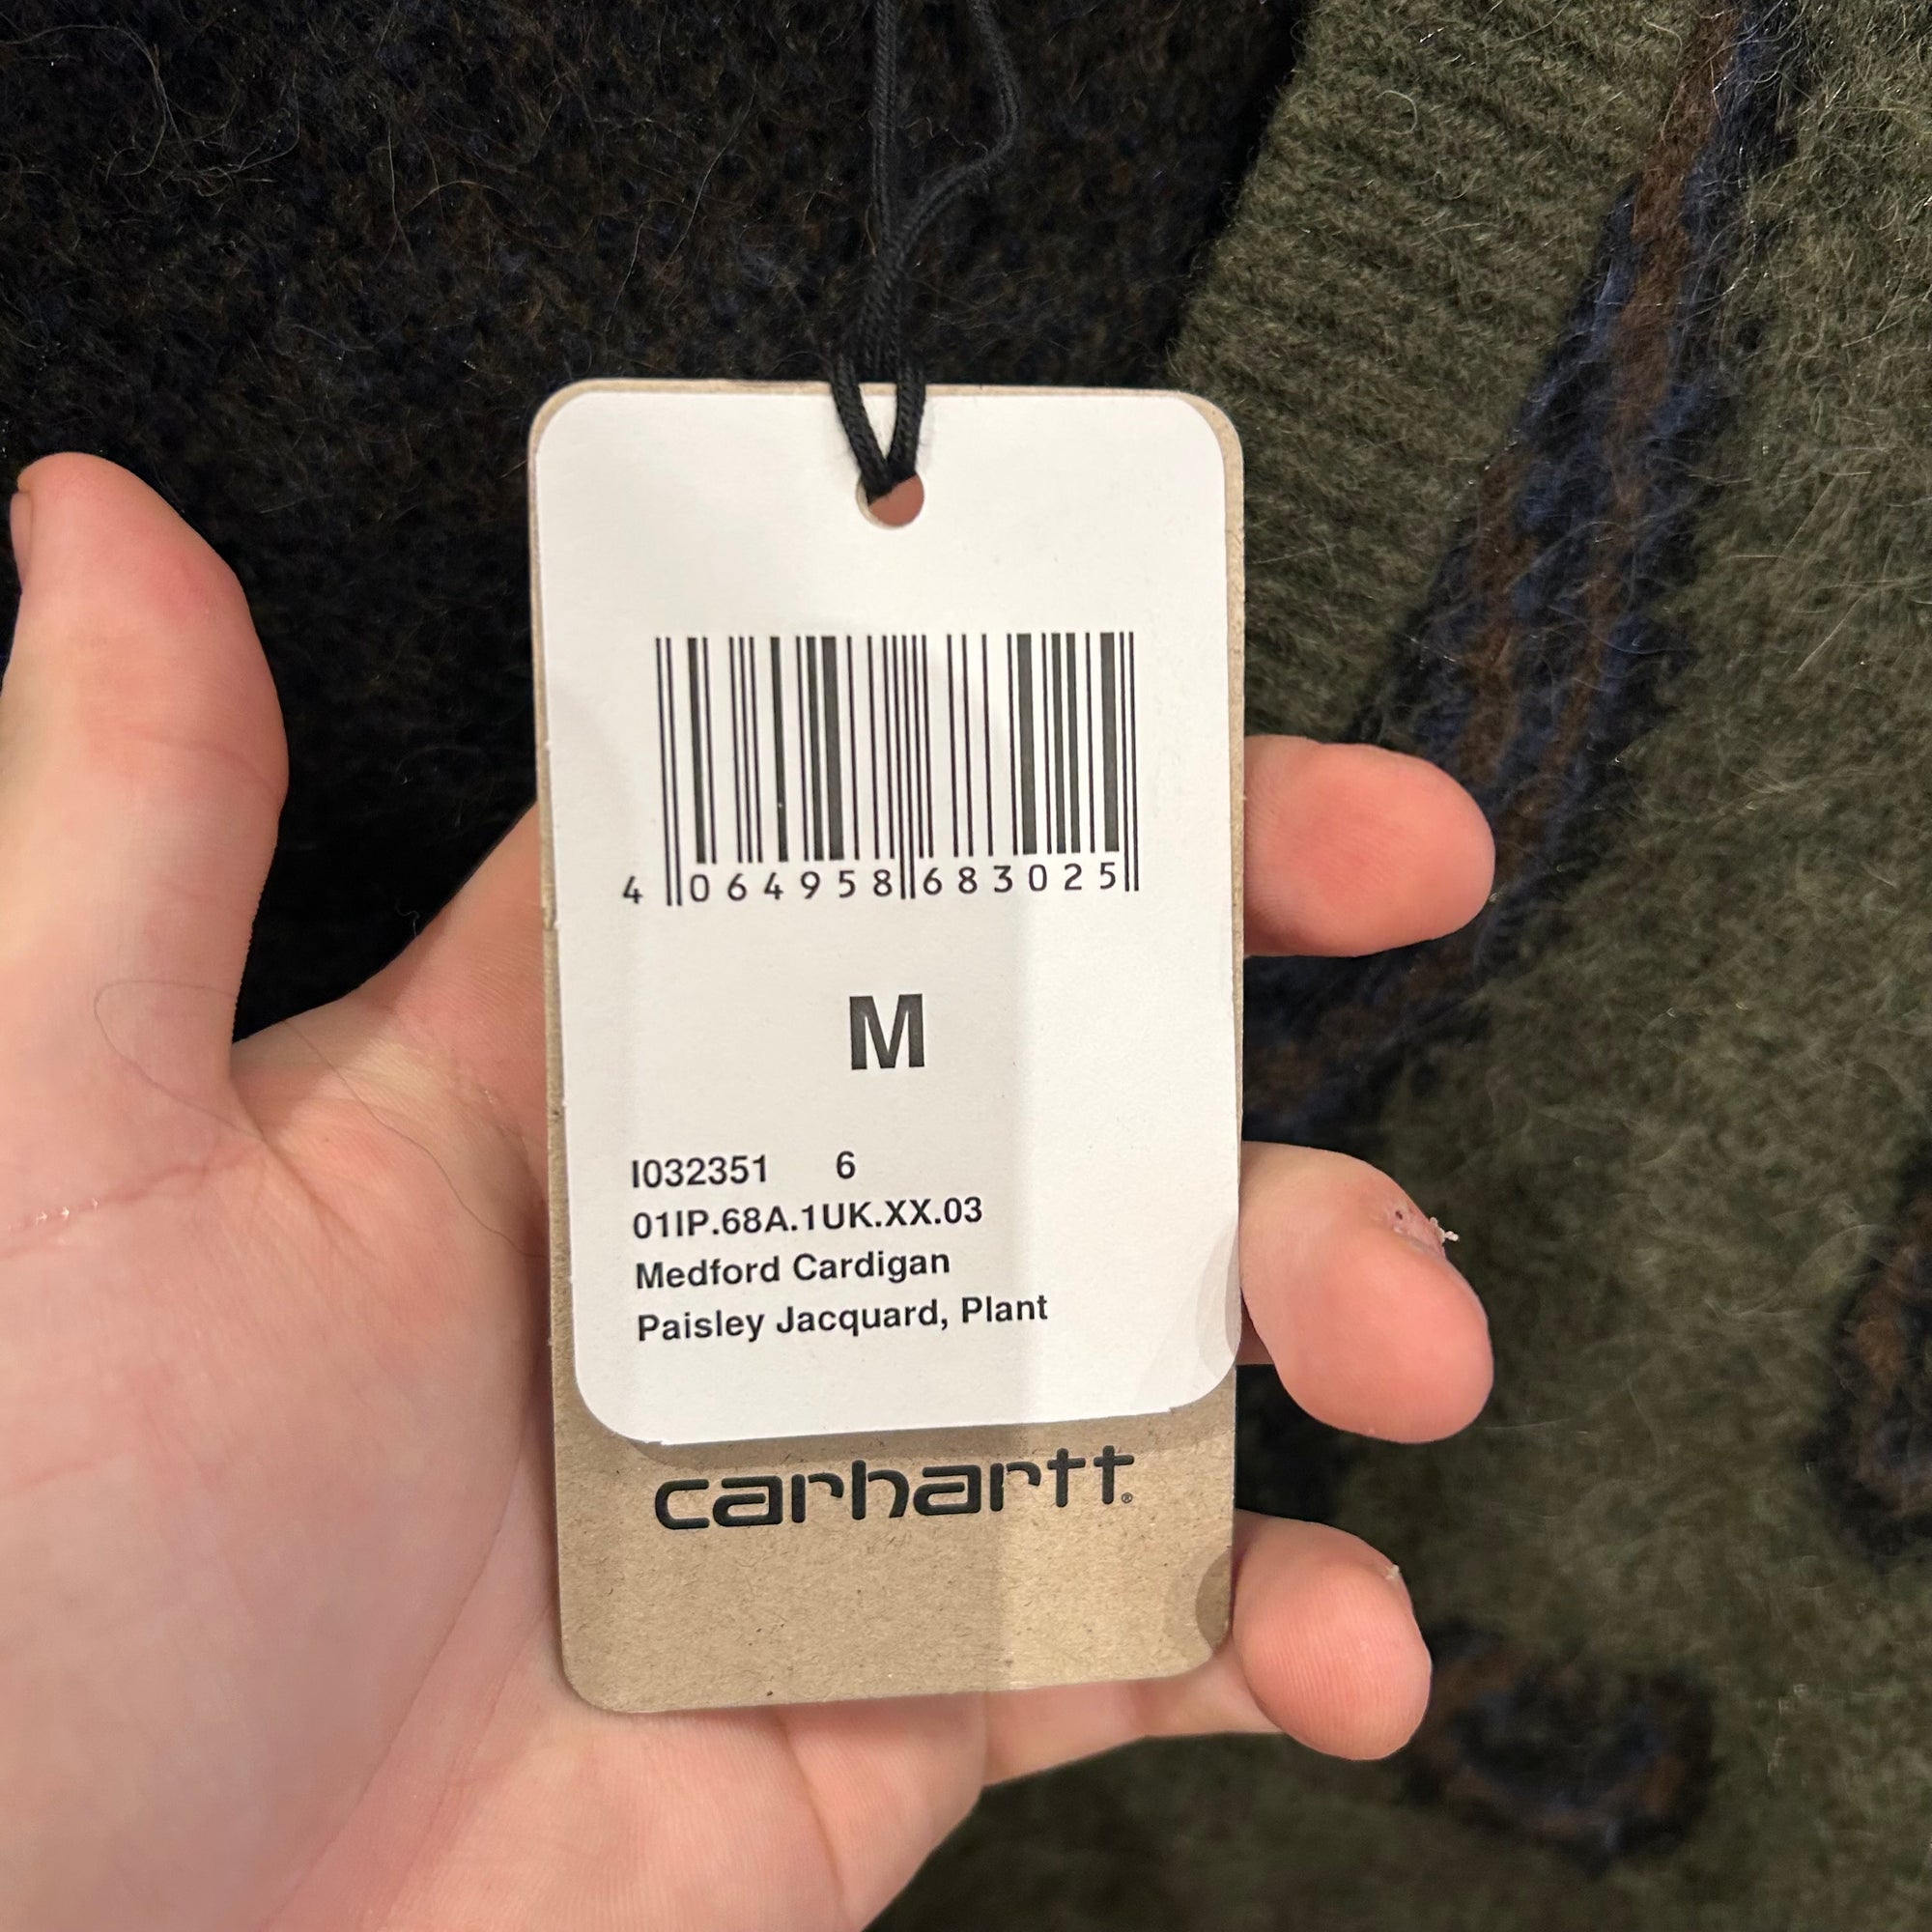 4 064958 683025
M
I032351 6
01IP.68A.1UK.XX.03
Medford Cardigan
Paisley Jacquard, Plant
carhartt®